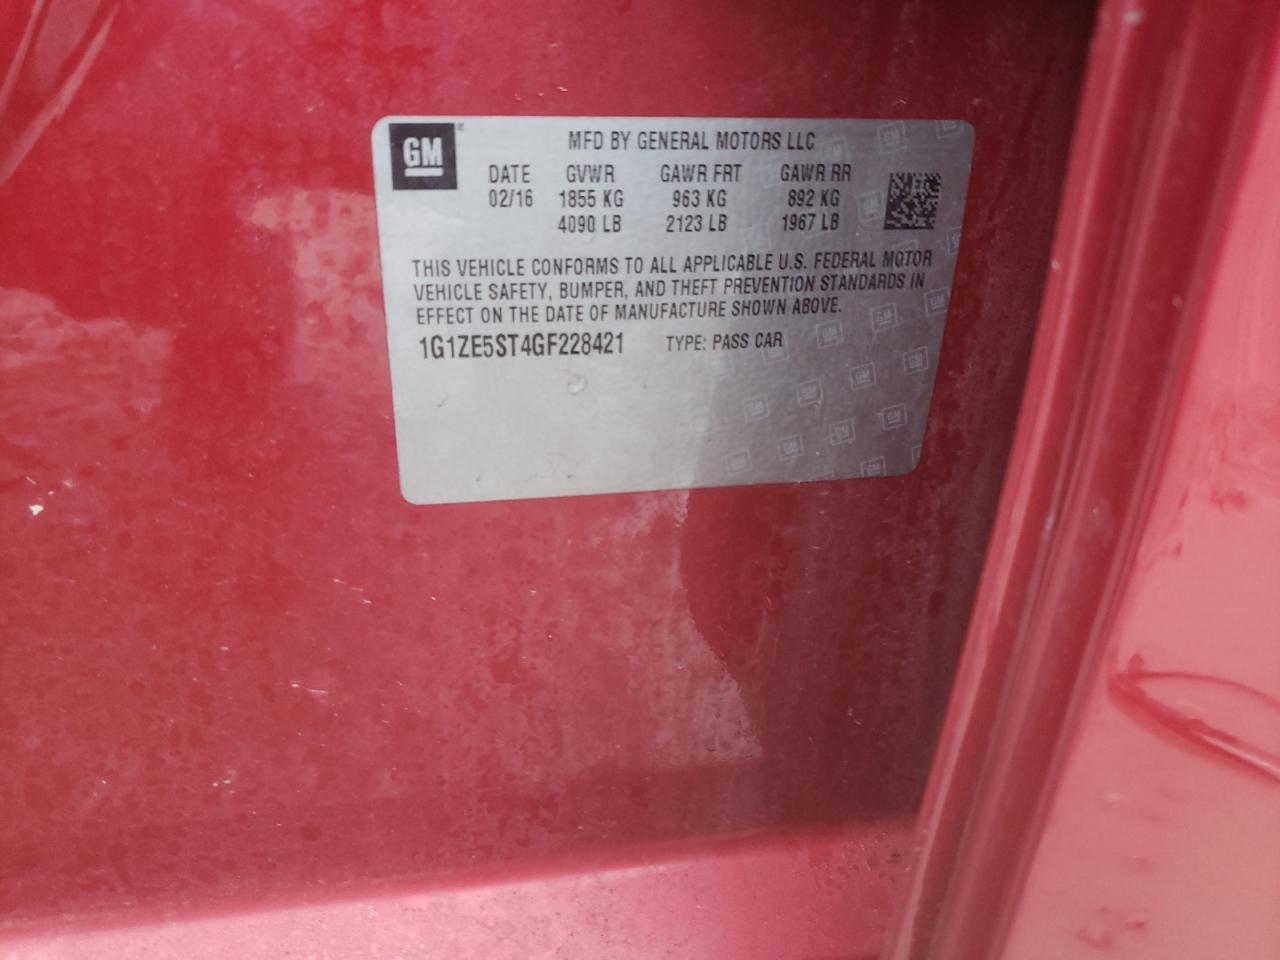 GM
MFD BY GENERAL MOTORS LLC
DATE GVWR GAWR FRT GAWR RR
02/16 1855 KG 963 KG 892 KG
4090 LB 2123 LB 1967 LB
THIS VEHICLE CONFORMS TO ALL APPLICABLE U.S. FEDERAL MOTOR
VEHICLE SAFETY, BUMPER, AND THEFT PREVENTION STANDARDS IN
EFFECT ON THE DATE OF MANUFACTURE SHOWN ABOVE.
1G1ZE5ST4GF228421 TYPE: PASS CAR